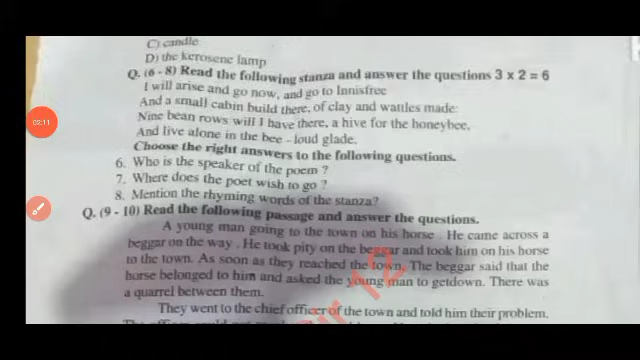 C) candle
D) the kerosene lamp
Q. (6 - 8) Read the following stanza and answer the questions 3 x 2 = 6
I will arise and go now, and go to Innisfree
And a small cabin build there, of clay and wattles made:
Nine bean rows will I have there, a hive for the honeybee,
And live alone in the bee - loud glade.
Choose the right answers to the following questions.
6. Who is the speaker of the poem ?
7. Where does the poet wish to go ?
8. Mention the rhyming words of the stanza?
Q. (9 - 10) Read the following passage and answer the questions.
A young man going to the town on his horse . He came across a
beggar on the way . He took pity on the beggar and took him on his horse
to the town. As soon as they reached the town. The beggar said that the
horse belonged to him and asked the young man to getdown. There was
a quarrel between them.
They went to the chief officer of the town and told him their problem.
The officer could not
02:11
12